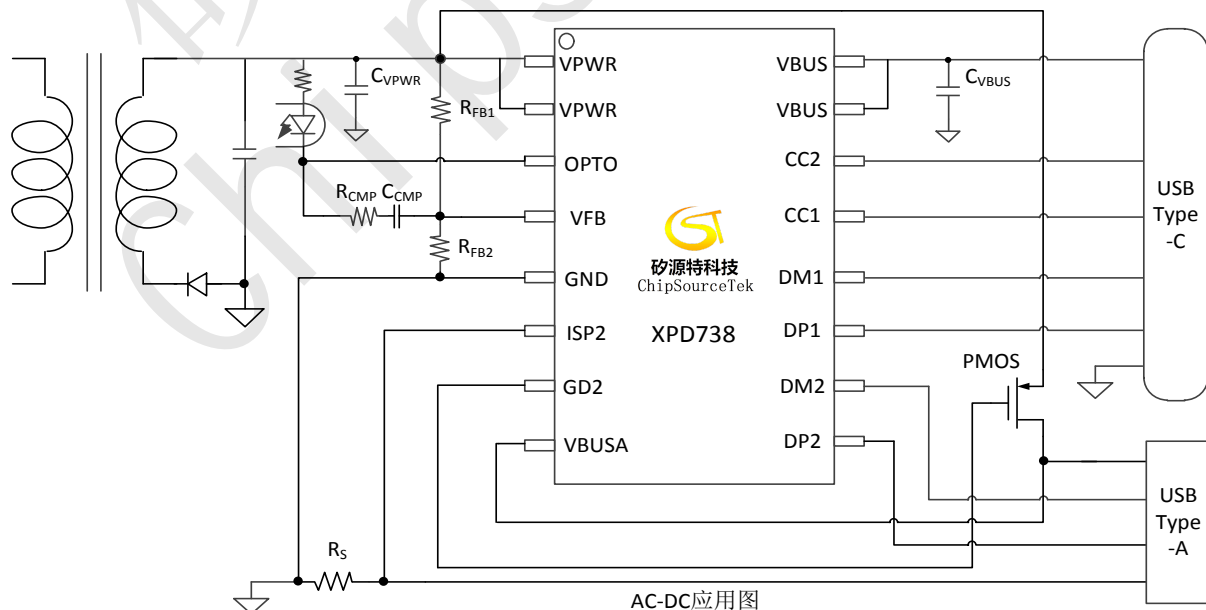 Chips
VPWR
VPWR
OPTO
VFB
GND
ISP2
GD2
VBUSA
VBUS
VBUS
CC2
CC1
DM1
DP1
DM2
DP2
CVPWR
RFB1
RCMP CCMP
RFB2
RS
矽源特科技
ChipSourceTek
XPD738
CVBUS
PMOS
USB
Type
-C
USB
Type
-A
AC-DC应用图